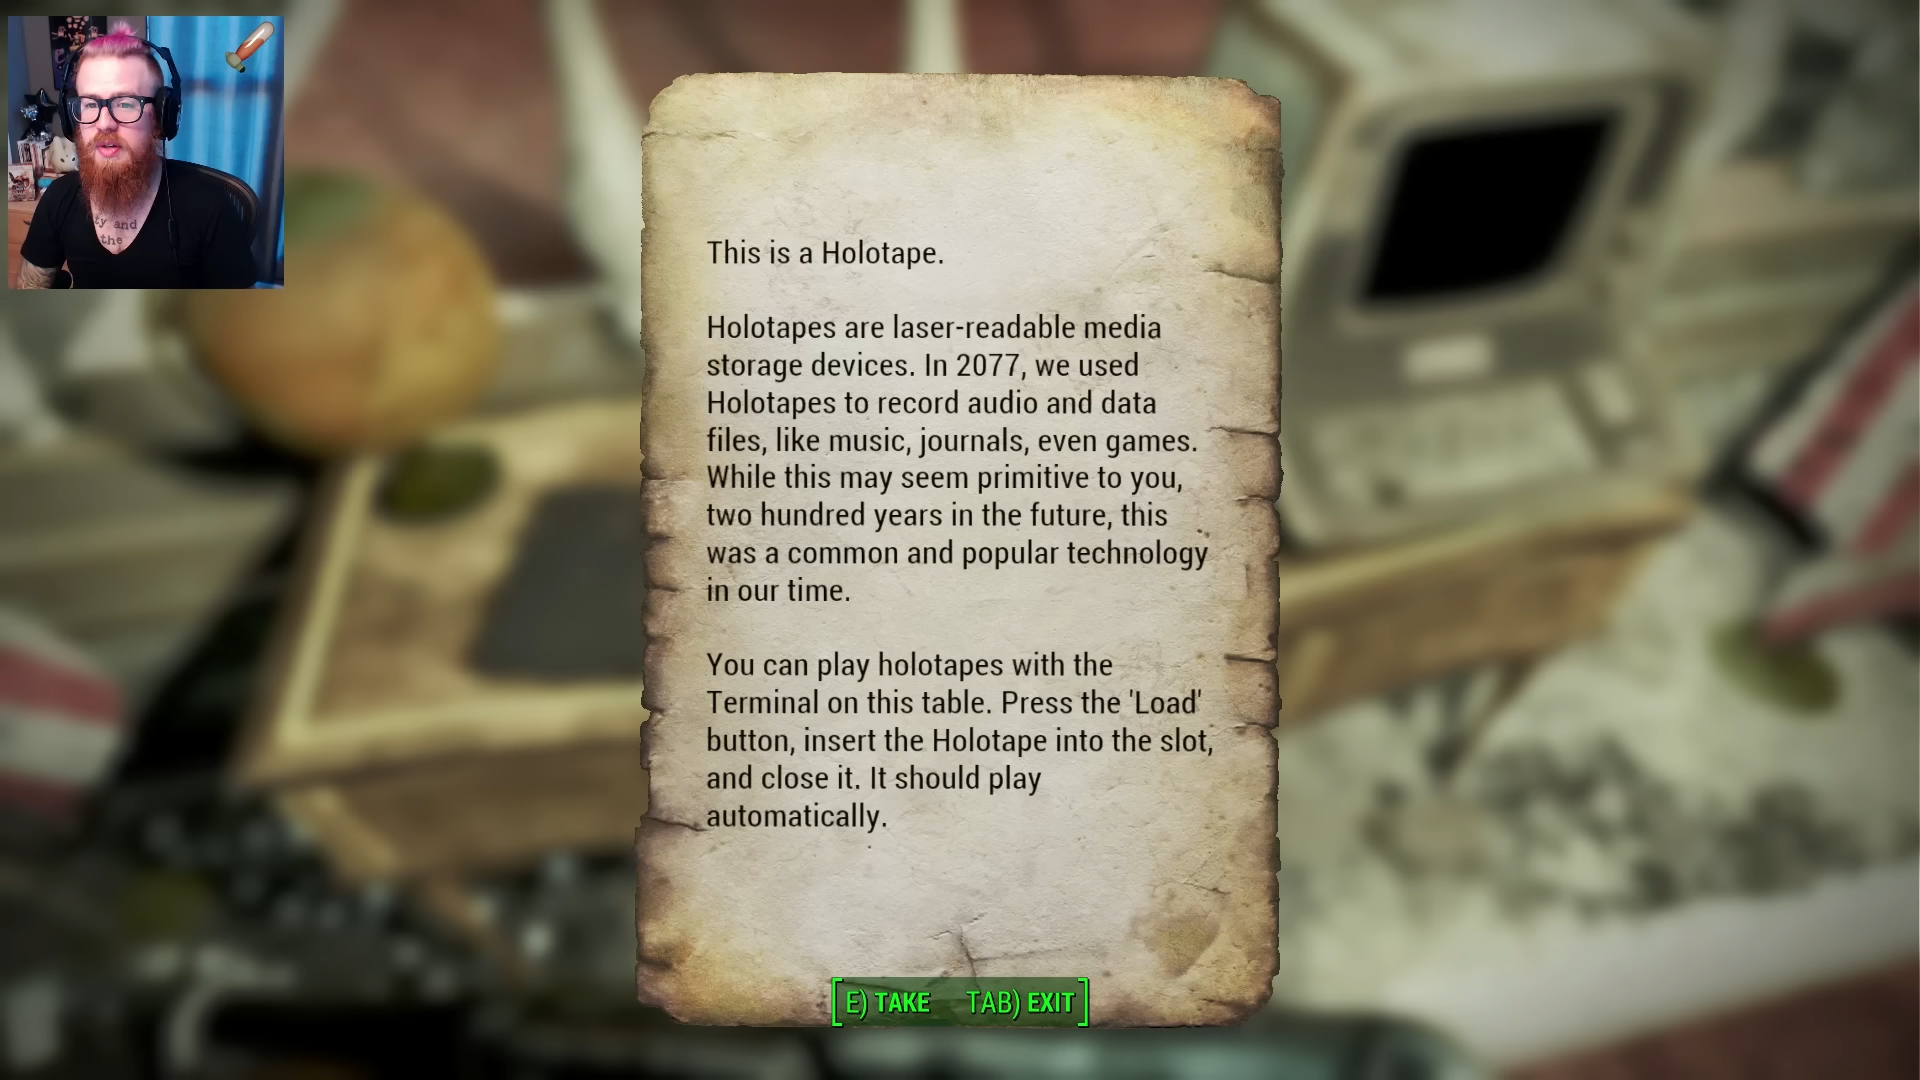 ty and
the
This is a Holotape.
Holotapes are laser-readable media
storage devices. In 2077, we used
Holotapes to record audio and data
files, like music, journals, even games.
While this may seem primitive to you,
two hundred years in the future, this
was a common and popular technology
in our time.
You can play holotapes with the
Terminal on this table. Press the 'Load'
button, insert the Holotape into the slot,
and close it. It should play
automatically.
E) TAKE TAB) EXIT